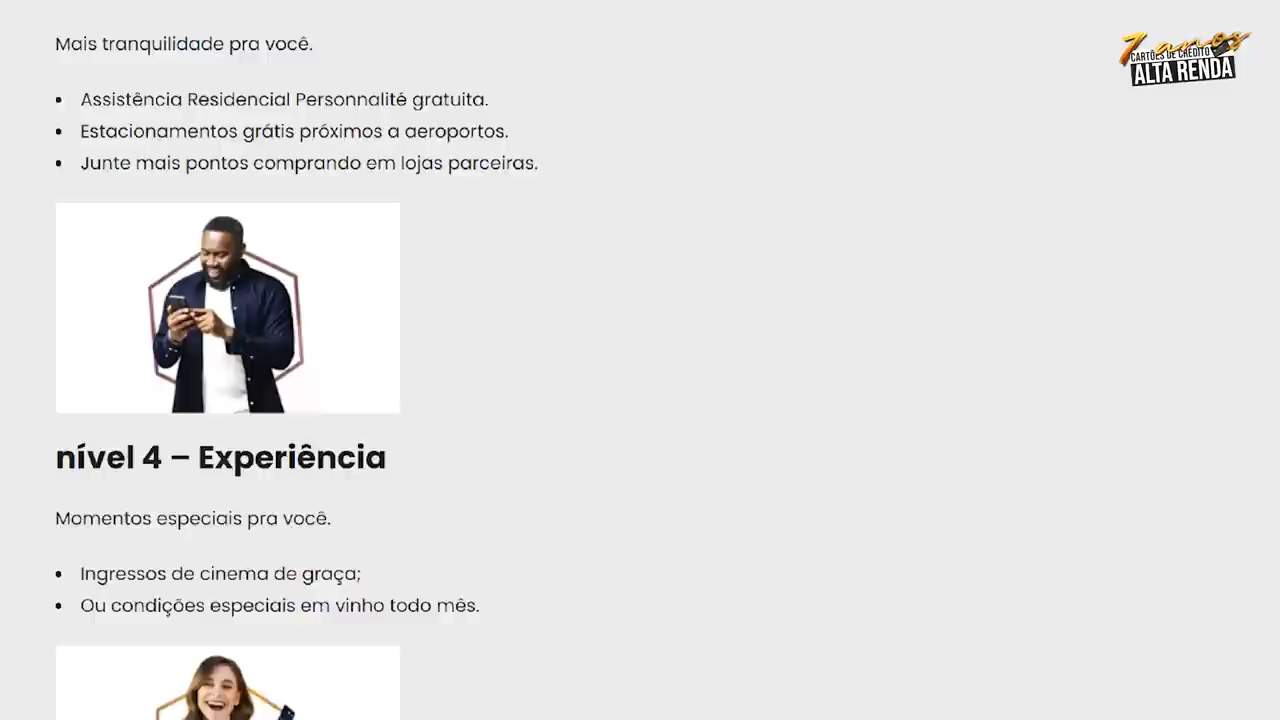 Mais tranquilidade pra você.
7 anos
CARTÕES DE CRÉDITO
ALTA RENDA
• Assistência Residencial Personnalité gratuita.
• Estacionamentos grátis próximos a aeroportos.
• Junte mais pontos comprando em lojas parceiras.
nível 4 – Experiência
Momentos especiais pra você.
• Ingressos de cinema de graça;
• Ou condições especiais em vinho todo mês.